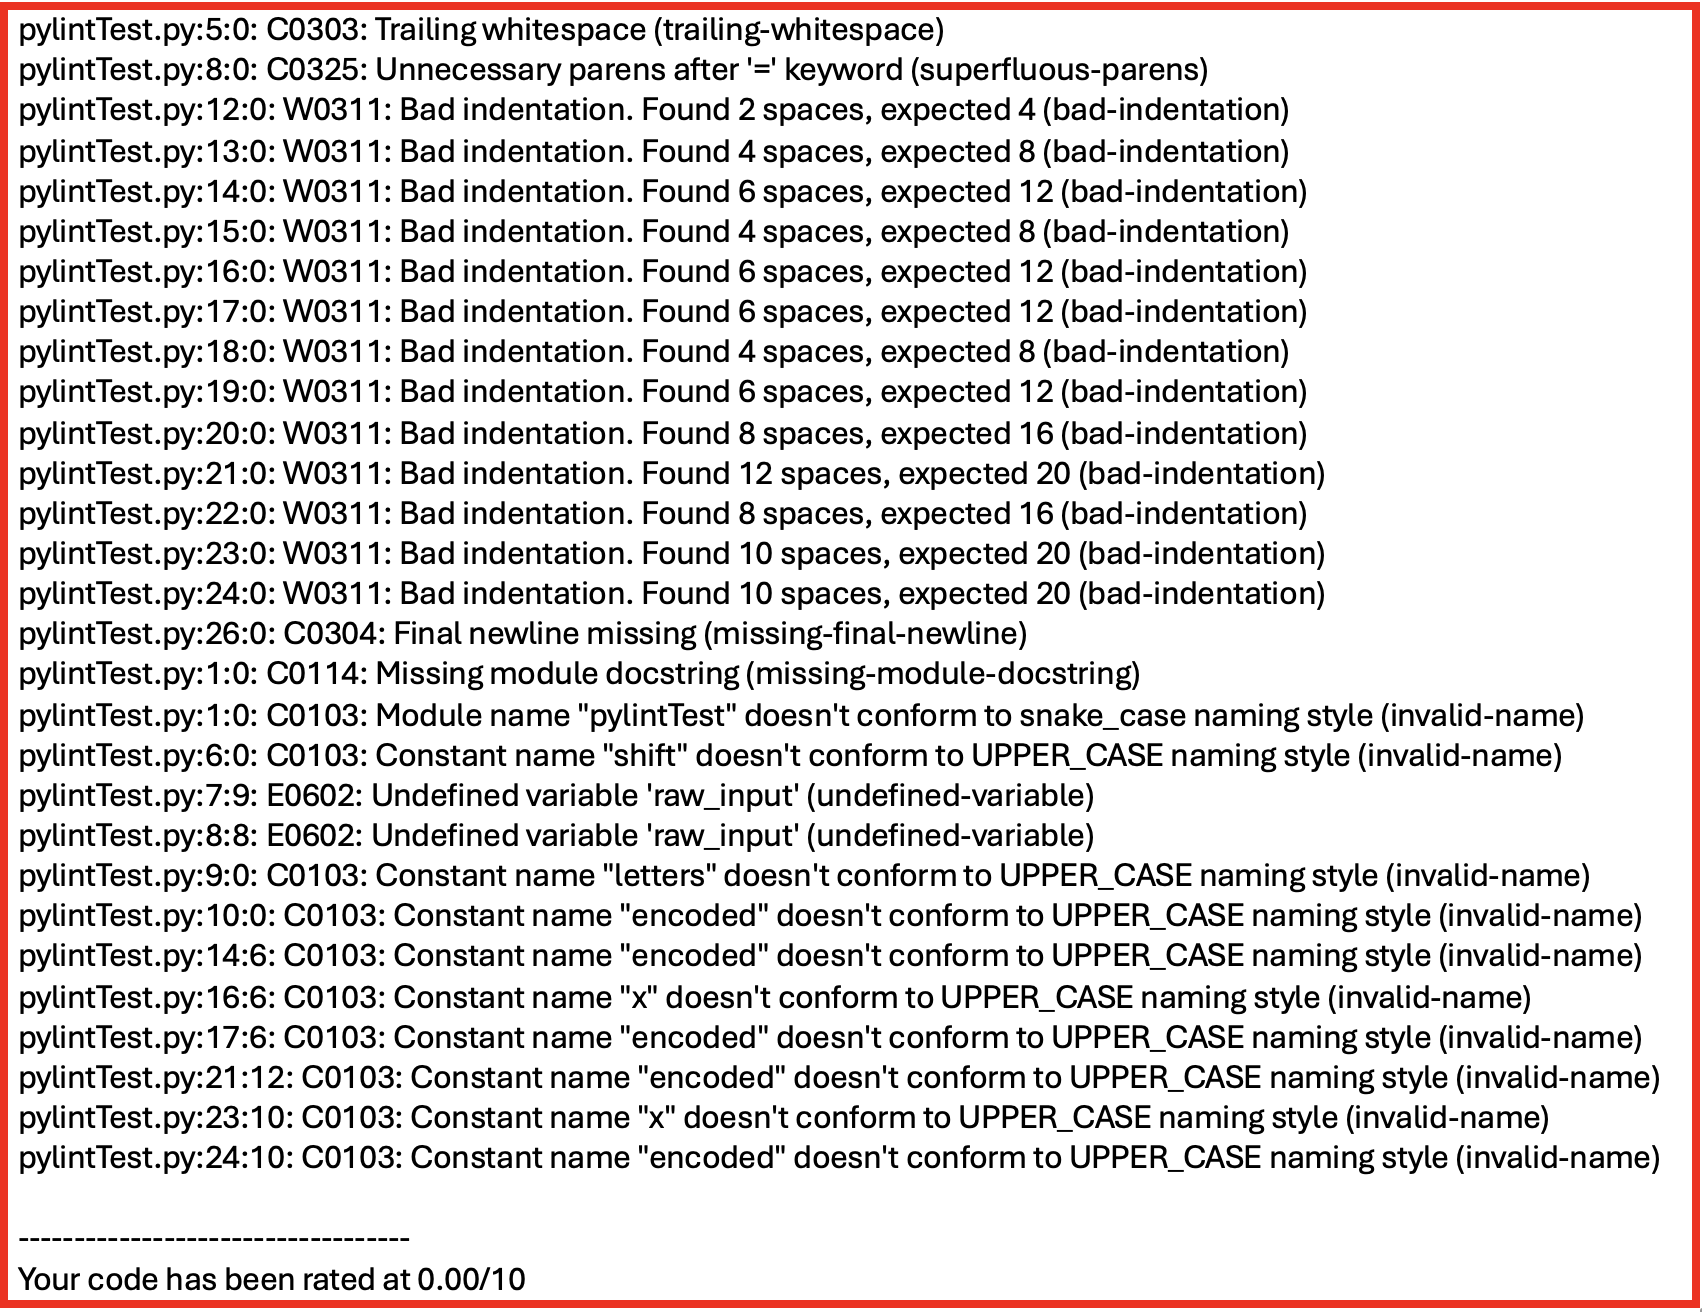 pylintTest.py:5:0: C0303: Trailing whitespace (trailing-whitespace)
pylintTest.py:8:0: C0325: Unnecessary parens after '=' keyword (superfluous-parens)
pylintTest.py:12:0: W0311: Bad indentation. Found 2 spaces, expected 4 (bad-indentation)
pylintTest.py:13:0: W0311: Bad indentation. Found 4 spaces, expected 8 (bad-indentation)
pylintTest.py:14:0: W0311: Bad indentation. Found 6 spaces, expected 12 (bad-indentation)
pylintTest.py:15:0: W0311: Bad indentation. Found 4 spaces, expected 8 (bad-indentation)
pylintTest.py:16:0: W0311: Bad indentation. Found 6 spaces, expected 12 (bad-indentation)
pylintTest.py:17:0: W0311: Bad indentation. Found 6 spaces, expected 12 (bad-indentation)
pylintTest.py:18:0: W0311: Bad indentation. Found 4 spaces, expected 8 (bad-indentation)
pylintTest.py:19:0: W0311: Bad indentation. Found 6 spaces, expected 12 (bad-indentation)
pylintTest.py:20:0: W0311: Bad indentation. Found 8 spaces, expected 16 (bad-indentation)
pylintTest.py:21:0: W0311: Bad indentation. Found 12 spaces, expected 20 (bad-indentation)
pylintTest.py:22:0: W0311: Bad indentation. Found 8 spaces, expected 16 (bad-indentation)
pylintTest.py:23:0: W0311: Bad indentation. Found 10 spaces, expected 20 (bad-indentation)
pylintTest.py:24:0: W0311: Bad indentation. Found 10 spaces, expected 20 (bad-indentation)
pylintTest.py:26:0: C0304: Final newline missing (missing-final-newline)
pylintTest.py:1:0: C0114: Missing module docstring (missing-module-docstring)
pylintTest.py:1:0: C0103: Module name "pylintTest" doesn't conform to snake_case naming style (invalid-name)
pylintTest.py:6:0: C0103: Constant name "shift" doesn't conform to UPPER_CASE naming style (invalid-name)
pylintTest.py:7:9: E0602: Undefined variable 'raw_input' (undefined-variable)
pylintTest.py:8:8: E0602: Undefined variable 'raw_input' (undefined-variable)
pylintTest.py:9:0: C0103: Constant name "letters" doesn't conform to UPPER_CASE naming style (invalid-name)
pylintTest.py:10:0: C0103: Constant name "encoded" doesn't conform to UPPER_CASE naming style (invalid-name)
pylintTest.py:14:6: C0103: Constant name "encoded" doesn't conform to UPPER_CASE naming style (invalid-name)
pylintTest.py:16:6: C0103: Constant name "x" doesn't conform to UPPER_CASE naming style (invalid-name)
pylintTest.py:17:6: C0103: Constant name "encoded" doesn't conform to UPPER_CASE naming style (invalid-name)
pylintTest.py:21:12: C0103: Constant name "encoded" doesn't conform to UPPER_CASE naming style (invalid-name)
pylintTest.py:23:10: C0103: Constant name "x" doesn't conform to UPPER_CASE naming style (invalid-name)
pylintTest.py:24:10: C0103: Constant name "encoded" doesn't conform to UPPER_CASE naming style (invalid-name)
-----------------------------------
Your code has been rated at 0.00/10